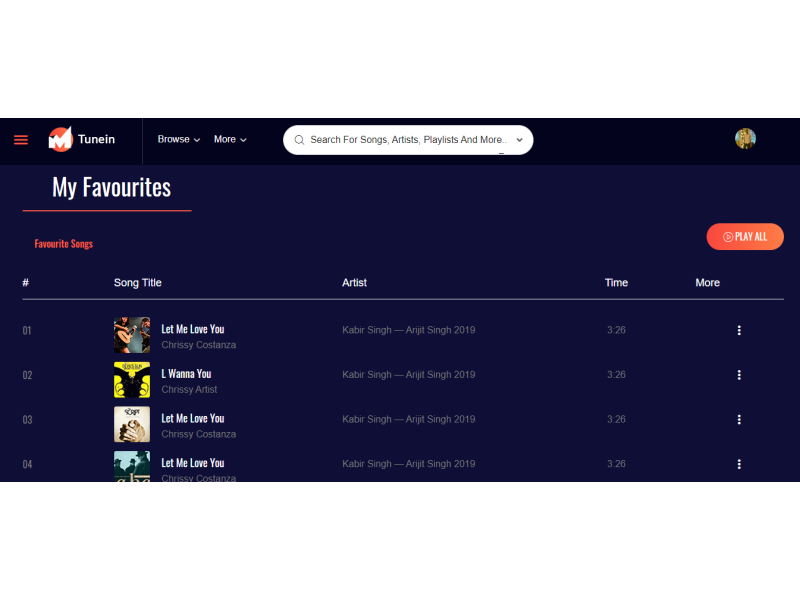 Tunein Browse More Search For Songs, Artists, Playlists And More..
My Favourites
Favourite Songs
PLAY ALL
# Song Title Artist Time More
01 Let Me Love You Kabir Singh — Arijit Singh 2019 3:26
Chrissy Costanza
02 L Wanna You Kabir Singh — Arijit Singh 2019 3:26
Chrissy Artist
03 Let Me Love You Kabir Singh — Arijit Singh 2019 3:26
Chrissy Costanza
04 Let Me Love You Kabir Singh — Arijit Singh 2019 3:26
Chrissy Costanza